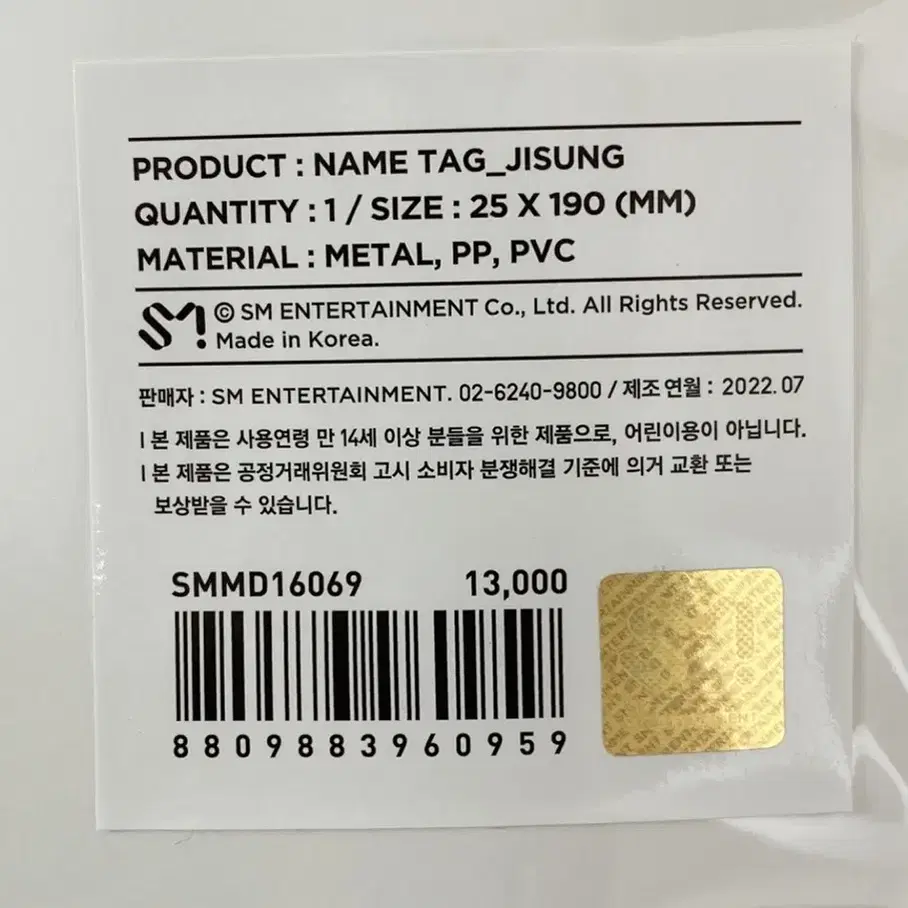 PRODUCT : NAME TAG_JISUNG
QUANTITY : 1 / SIZE : 25 X 190 (MM)
MATERIAL : METAL, PP, PVC
SM! © SM ENTERTAINMENT Co., Ltd. All Rights Reserved.
Made in Korea.
판매자 : SM ENTERTAINMENT. 02-6240-9800 / 제조연월 : 2022.07
| 본 제품은 사용연령 만 14세 이상 분들을 위한 제품으로, 어린이용이 아닙니다.
| 본 제품은 공정거래위원회 고시 소비자 분쟁해결 기준에 의거 교환 또는
보상받을 수 있습니다.
SMMD16069 13,000
8809883960959